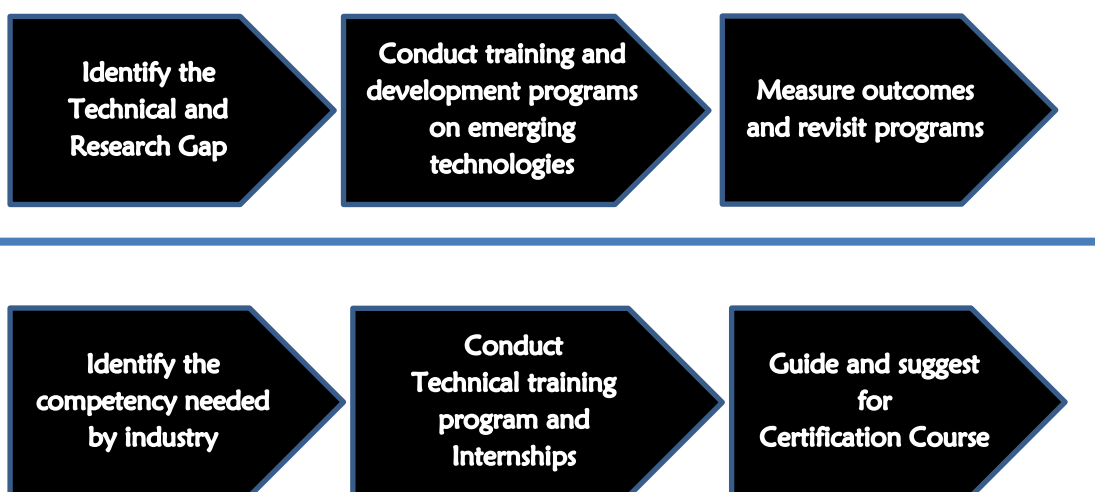 Identify the
Technical and
Research Gap
Conduct training and
development programs
on emerging
technologies
Measure outcomes
and revisit programs
Identify the
competency needed
by industry
Conduct
Technical training
program and
Internships
Guide and suggest
for
Certification Course